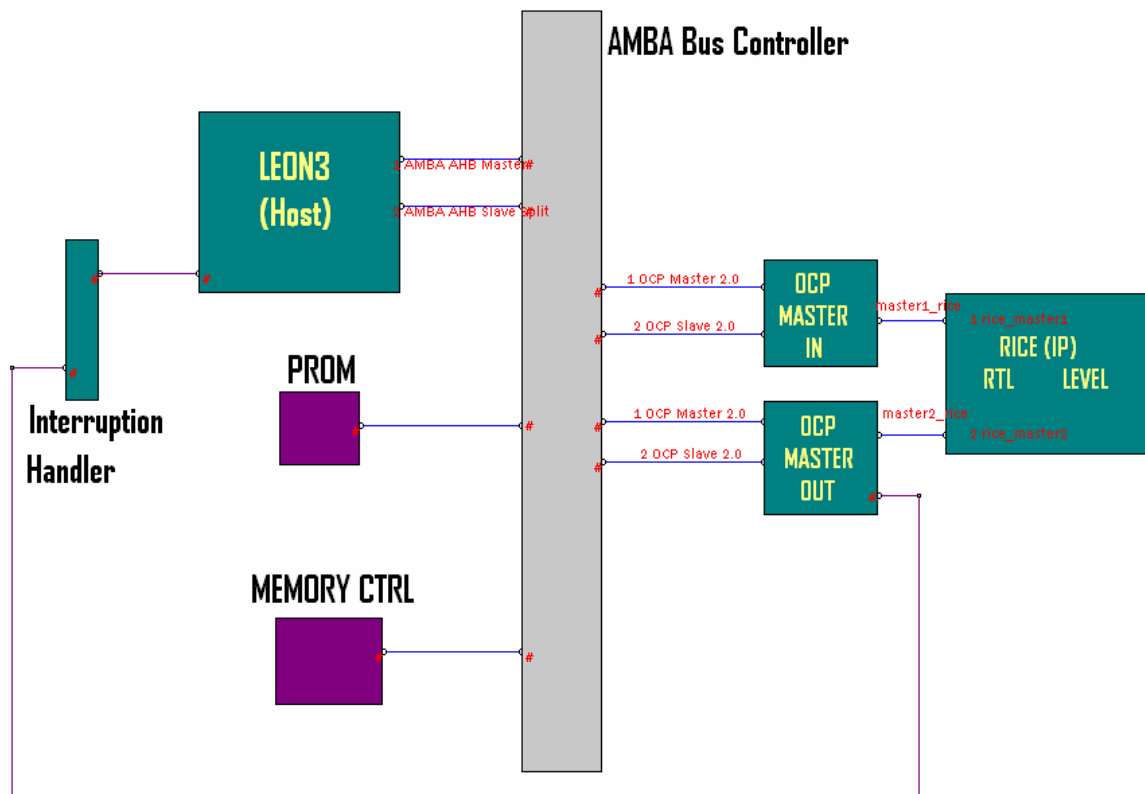 AMBA Bus Controller
LEON3
(Host)
1 AMBA AHB Master
#
AMBA AHB Slave Split
#
#
#
#
#
Interruption
Handler
PROM
#
#
MEMORY CTRL
#
#
1 OCP Master 2.0
#
2 OCP Slave 2.0
#
OCP
MASTER
IN
master1_rice
1 rice_master1
RICE (IP)
RTL LEVEL
1 OCP Master 2.0
#
2 OCP Slave 2.0
#
OCP
MASTER
OUT
#
master2_rice
2 rice_master2